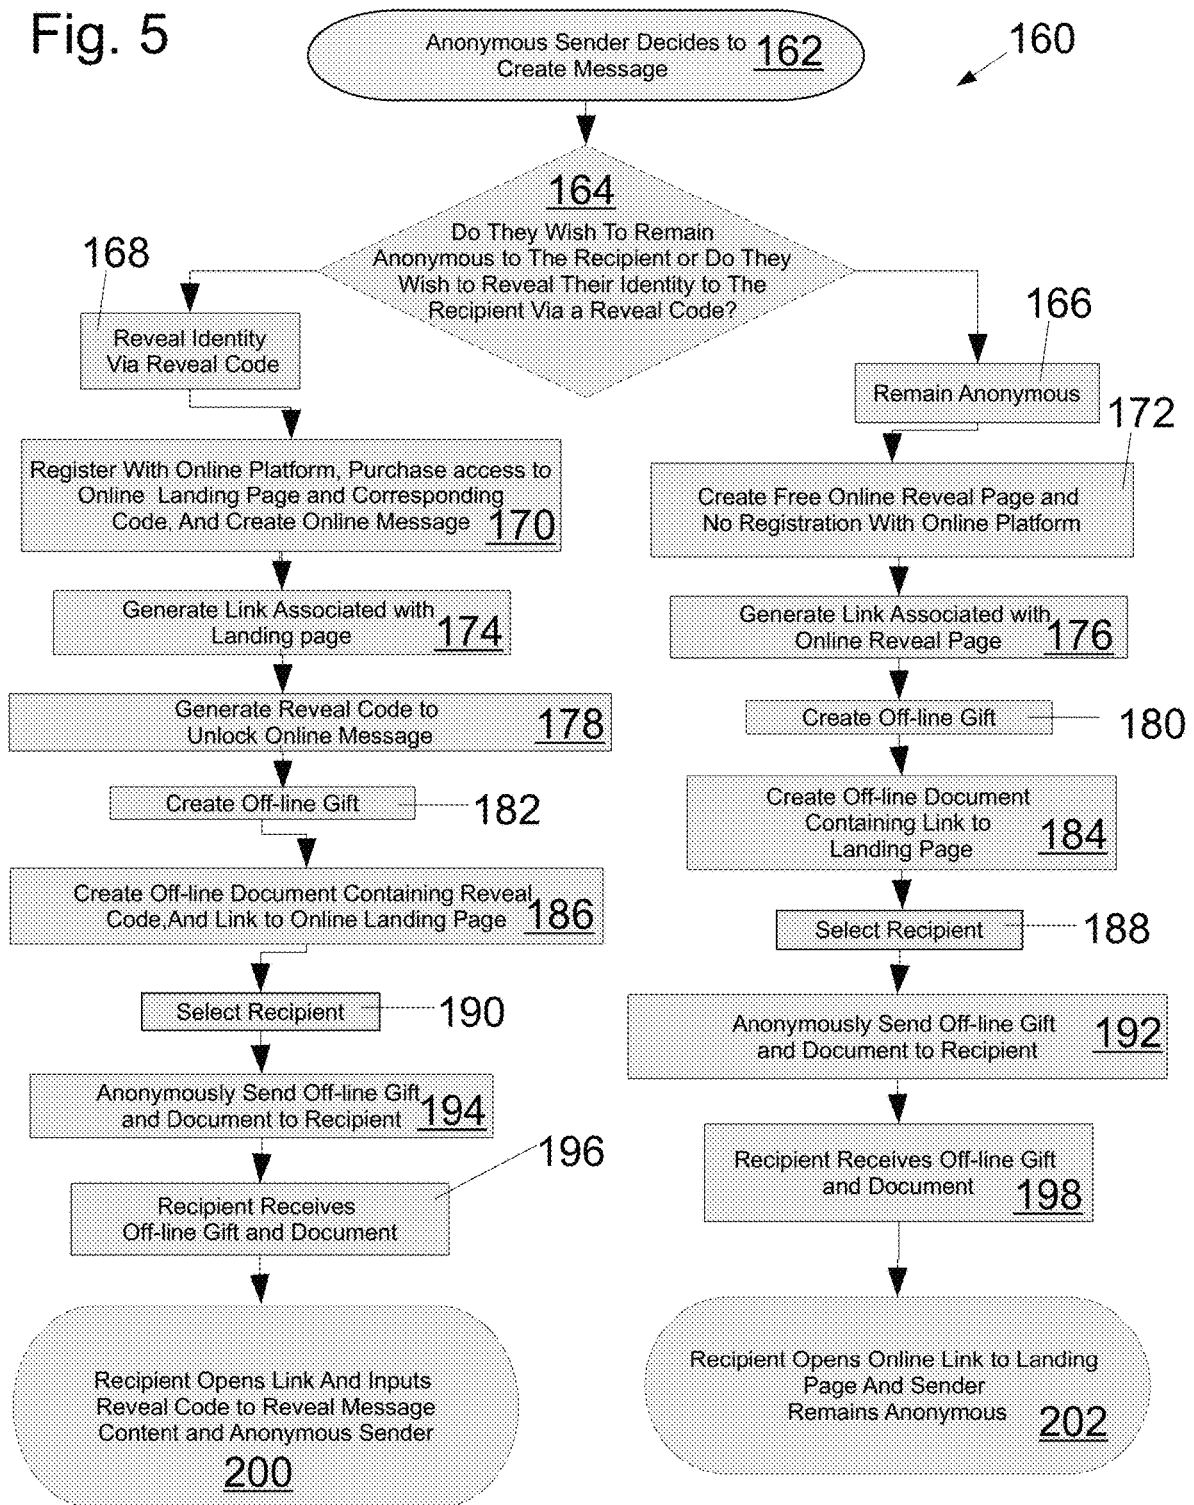 Fig. 5
Anonymous Sender Decides to
Create Message
162
160
164
Do They Wish To Remain
Anonymous to The Recipient or Do They
Wish to Reveal Their Identity to The
Recipient Via a Reveal Code?
168
Reveal Identity
Via Reveal Code
166
Remain Anonymous
Register With Online Platform, Purchase access to
Online Landing Page and Corresponding
Code, And Create Online Message
170
172
Create Free Online Reveal Page and
No Registration With Online Platform
Generate Link Associated with
Landing page
174
Generate Link Associated with
Online Reveal Page
176
Generate Reveal Code to
Unlock Online Message
178
Create Off-line Gift
180
Create Off-line Gift
182
Create Off-line Document
Containing Link to
Landing Page
184
Create Off-line Document Containing Reveal
Code,And Link to Online Landing Page
186
Select Recipient
188
Select Recipient
190
Anonymously Send Off-line Gift
and Document to Recipient
192
Anonymously Send Off-line Gift
and Document to Recipient
194
196
Recipient Receives
Off-line Gift and Document
Recipient Receives Off-line Gift
and Document
198
Recipient Opens Link And Inputs
Reveal Code to Reveal Message
Content and Anonymous Sender
200
Recipient Opens Online Link to Landing
Page And Sender
Remains Anonymous
202